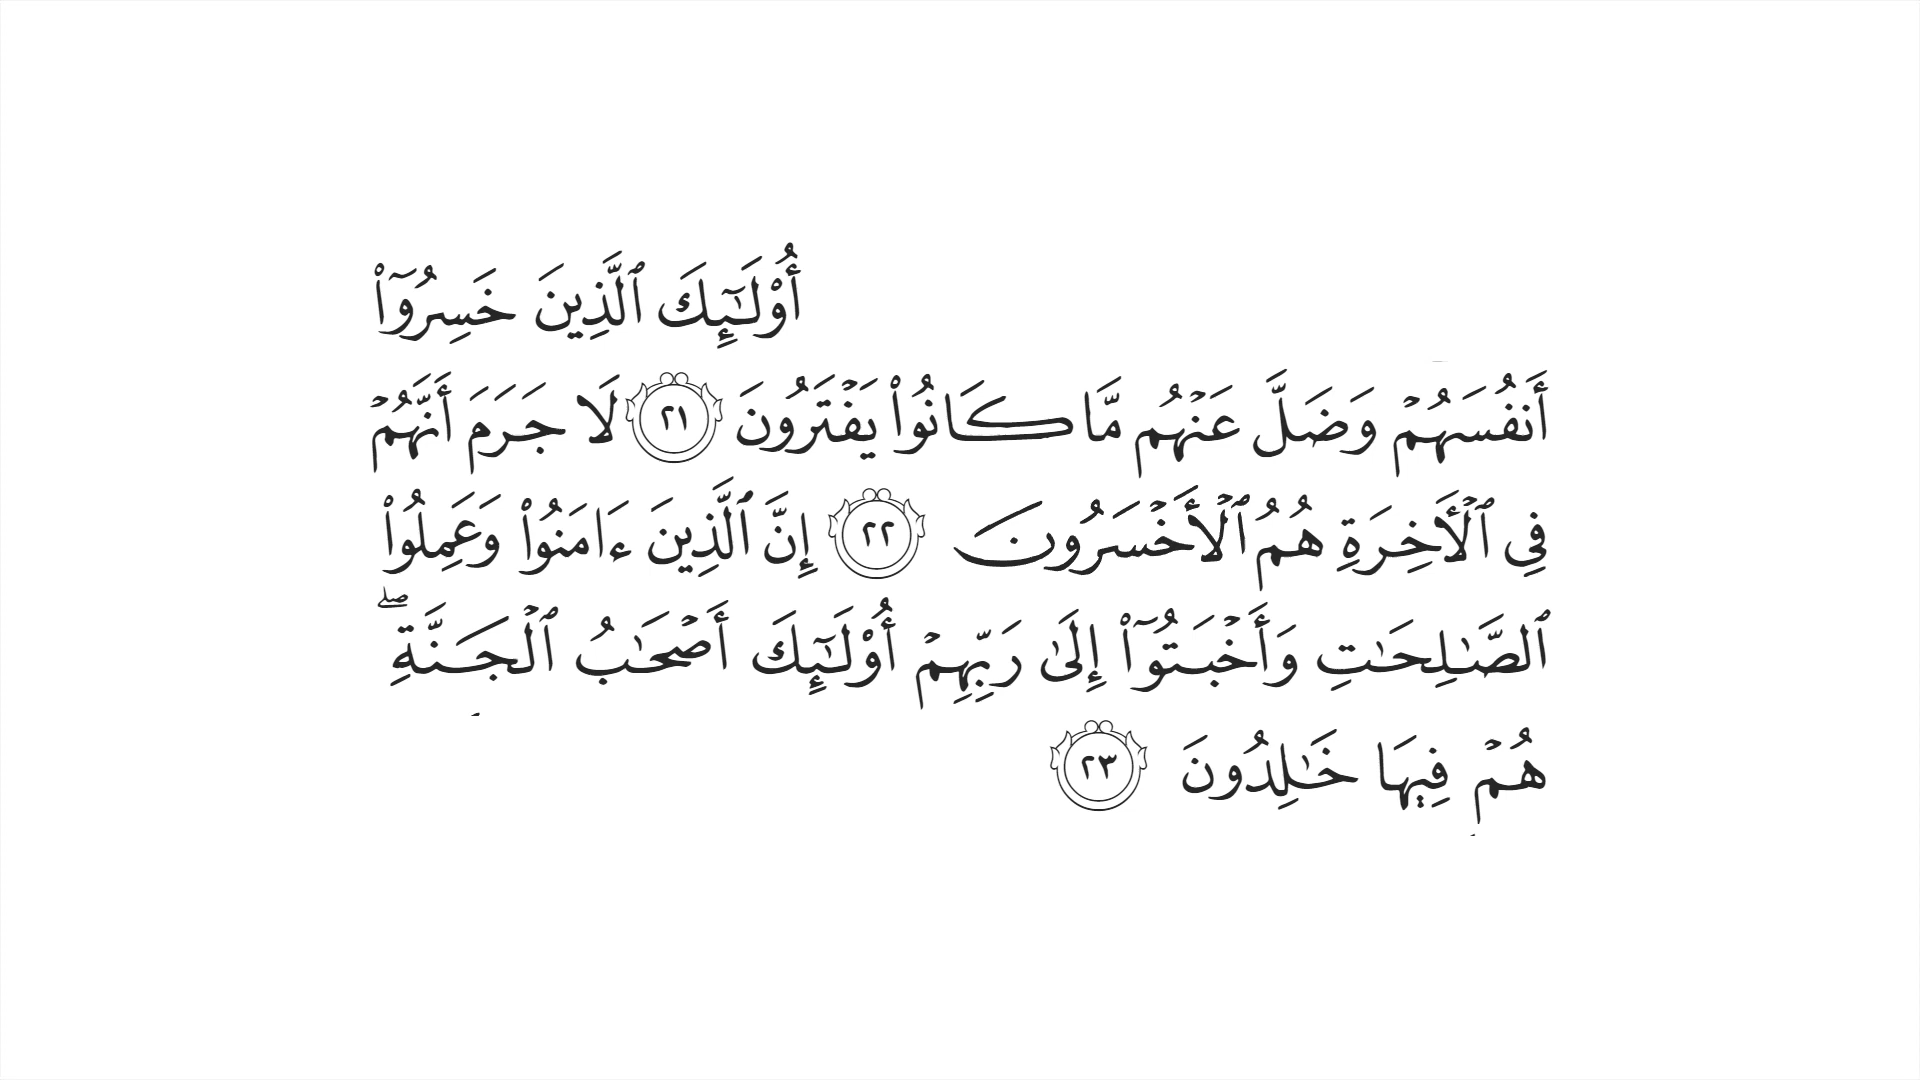 أُوْلَـٰٓئِكَ ٱلَّذِينَ خَسِرُوٓاْ
أَنفُسَهُمۡ وَضَلَّ عَنۡهُم مَّا كَانُواْ يَفۡتَرُونَ ٢١ لَا جَرَمَ أَنَّهُمۡ
فِي ٱلۡأَخِرَةِ هُمُ ٱلۡأَخۡسَرُونَ ٢٢ إِنَّ ٱلَّذِينَ ءَامَنُواْ وَعَمِلُواْ
ٱلصَّـٰلِحَـٰتِ وَأَخۡبَتُوٓاْ إِلَىٰ رَبِّهِمۡ أُوْلَـٰٓئِكَ أَصۡحَـٰبُ ٱلۡجَنَّةِۖ
هُمۡ فِيهَا خَـٰلِدُونَ ٢٣